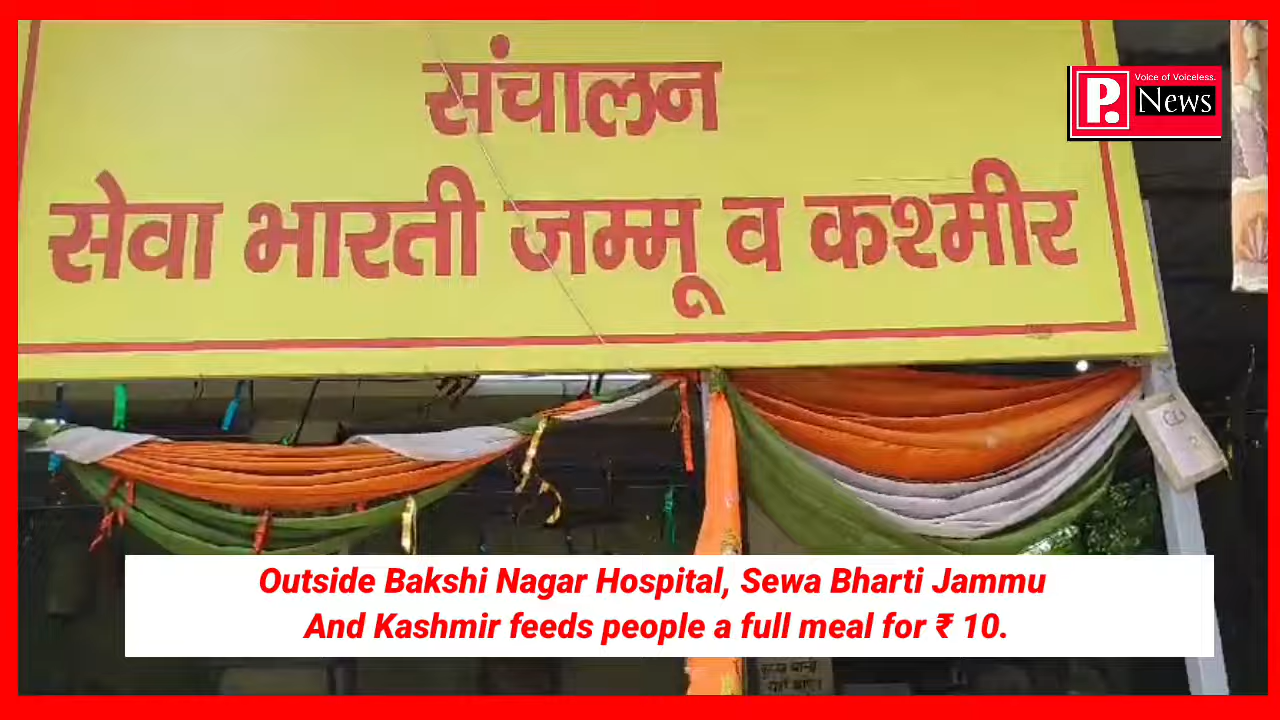 संचालन
सेवा भारती जम्मू व कश्मीर
Voice of Voiceless.
P.
News
Outside Bakshi Nagar Hospital, Sewa Bharti Jammu
And Kashmir feeds people a full meal for ₹ 10.